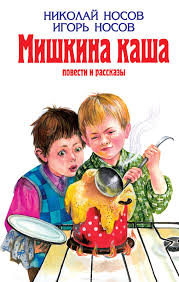 НИКОЛАЙ НОСОВ
ИГОРЬ НОСОВ
Мишкина каша
повести и рассказы